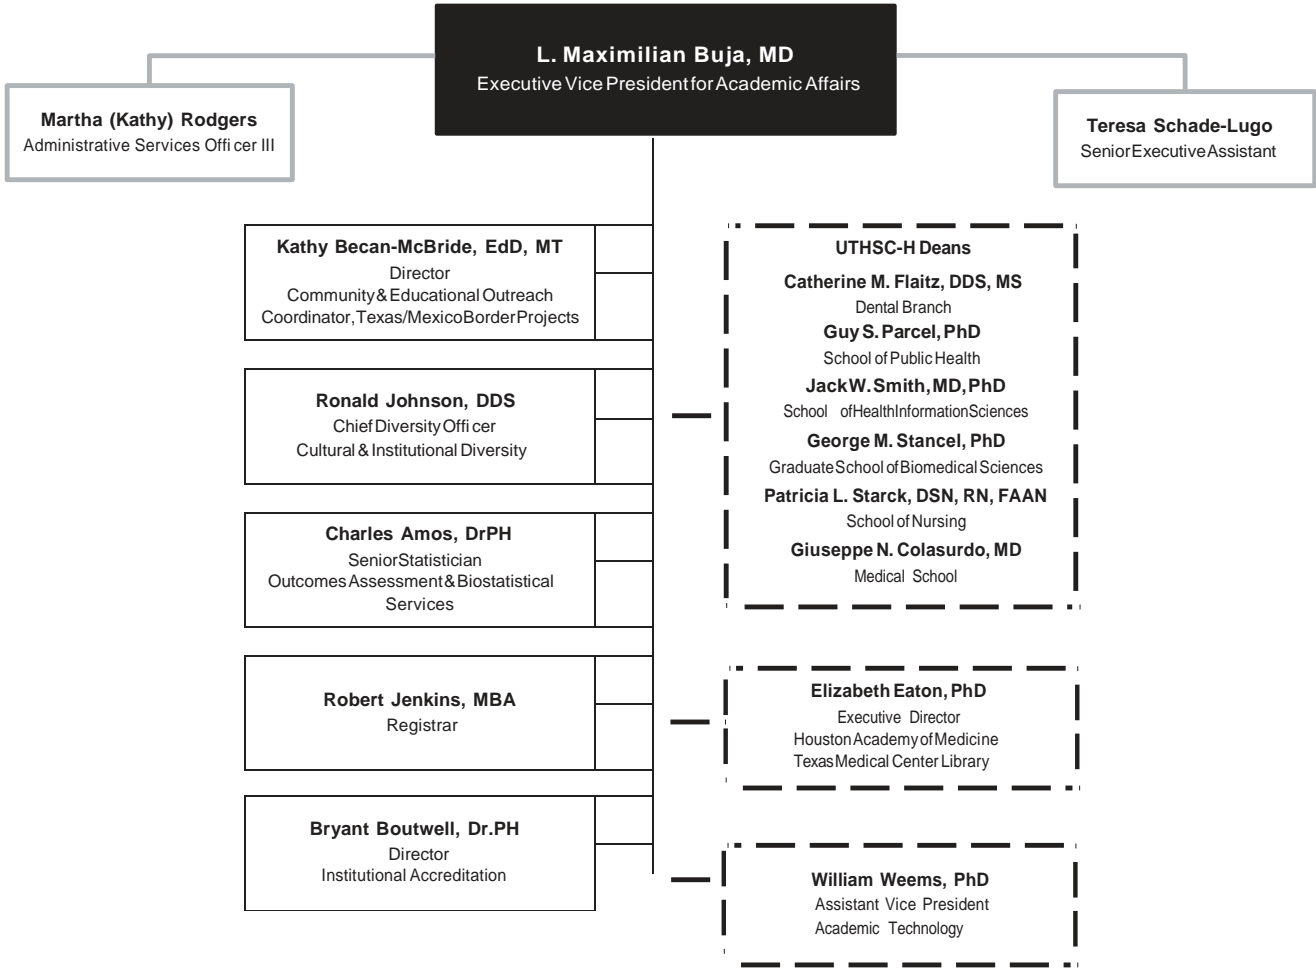 L. Maximilian Buja, MD
Executive Vice President for Academic Affairs
Martha (Kathy) Rodgers
Administrative Services Officer III
Teresa Schade-Lugo
Senior Executive Assistant
Kathy Becan-McBride, EdD, MT
Director
Community & Educational Outreach
Coordinator, Texas/Mexico Border Projects
Ronald Johnson, DDS
Chief Diversity Officer
Cultural & Institutional Diversity
Charles Amos, DrPH
Senior Statistician
Outcomes Assessment & Biostatistical
Services
Robert Jenkins, MBA
Registrar
Bryant Boutwell, Dr.PH
Director
Institutional Accreditation
UTHSC-H Deans
Catherine M. Flaitz, DDS, MS
Dental Branch
Guy S. Parcel, PhD
School of Public Health
Jack W. Smith, MD, PhD
School of Health Information Sciences
George M. Stancel, PhD
Graduate School of Biomedical Sciences
Patricia L. Starck, DSN, RN, FAAN
School of Nursing
Giuseppe N. Colasurdo, MD
Medical School
Elizabeth Eaton, PhD
Executive Director
Houston Academy of Medicine
Texas Medical Center Library
William Weems, PhD
Assistant Vice President
Academic Technology